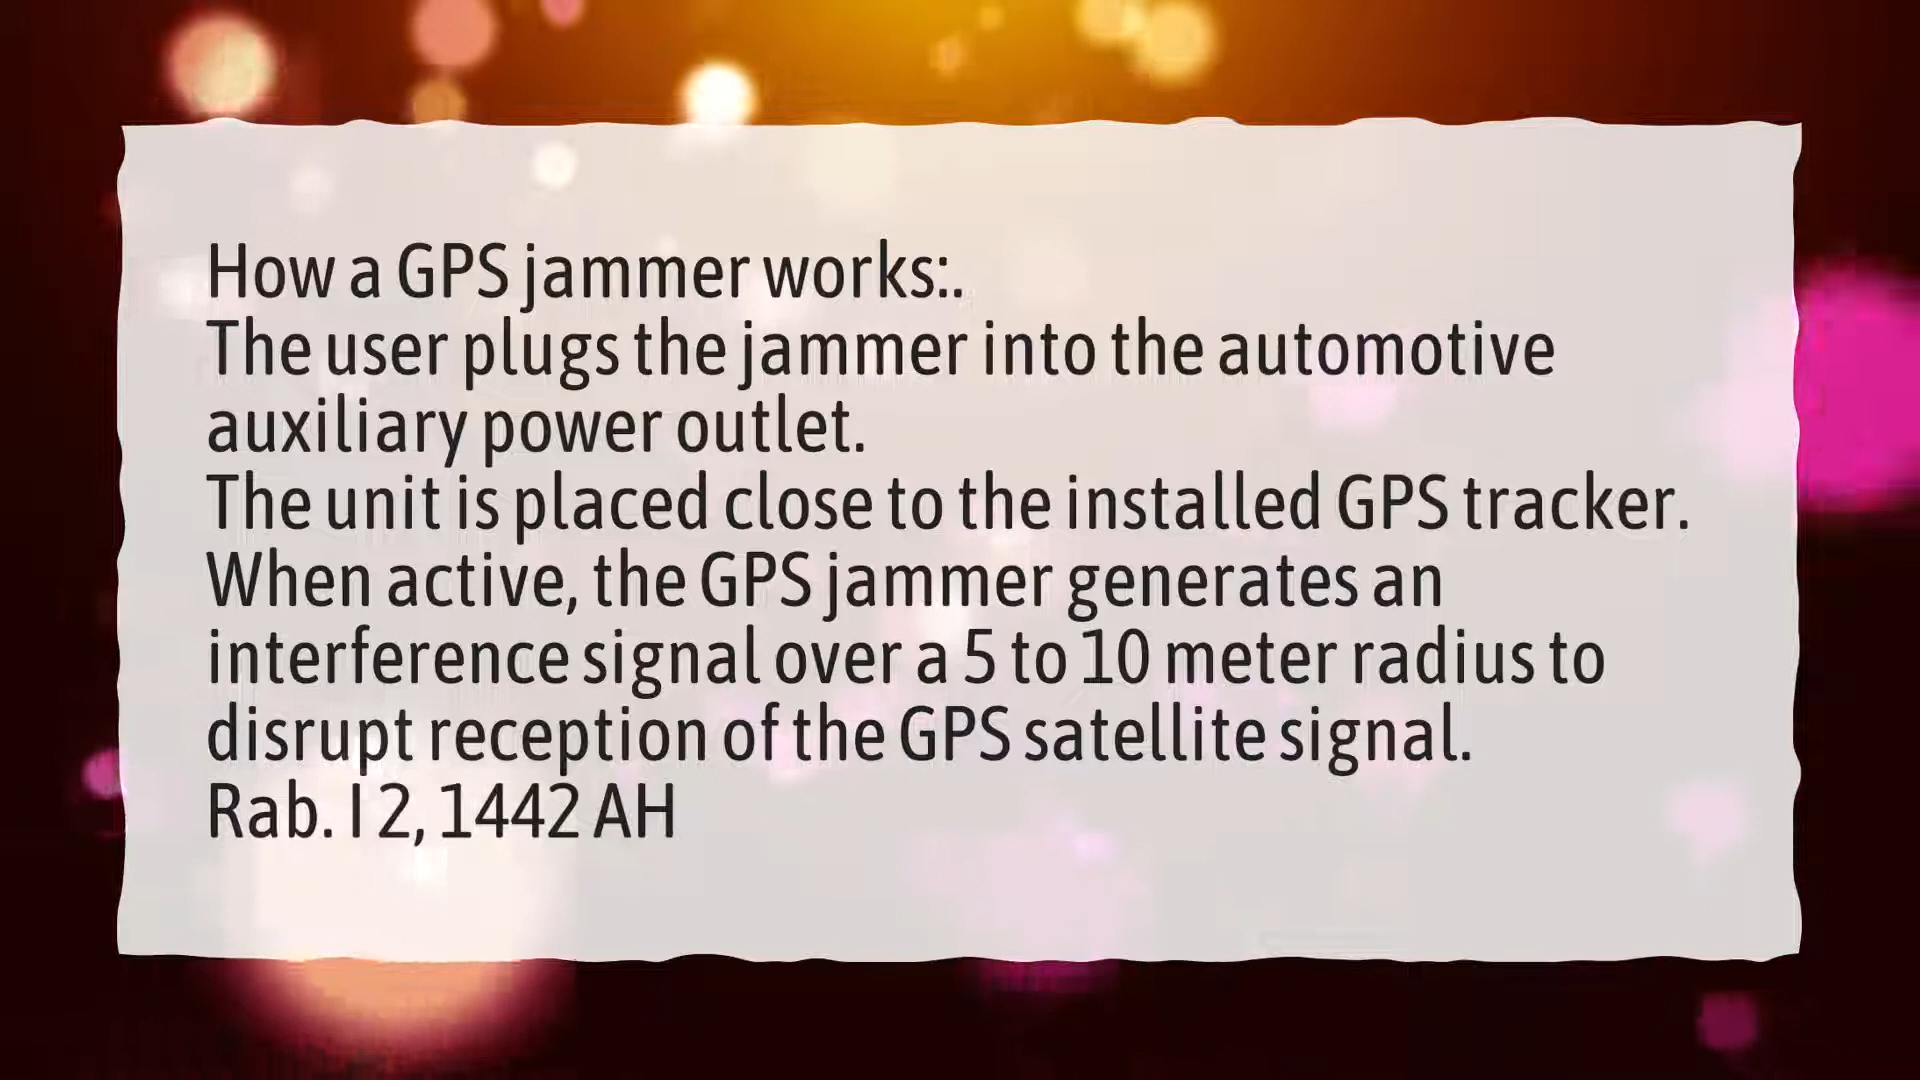 How a GPS jammer works:.
The user plugs the jammer into the automotive
auxiliary power outlet.
The unit is placed close to the installed GPS tracker.
When active, the GPS jammer generates an
interference signal over a 5 to 10 meter radius to
disrupt reception of the GPS satellite signal.
Rab. I 2, 1442 AH